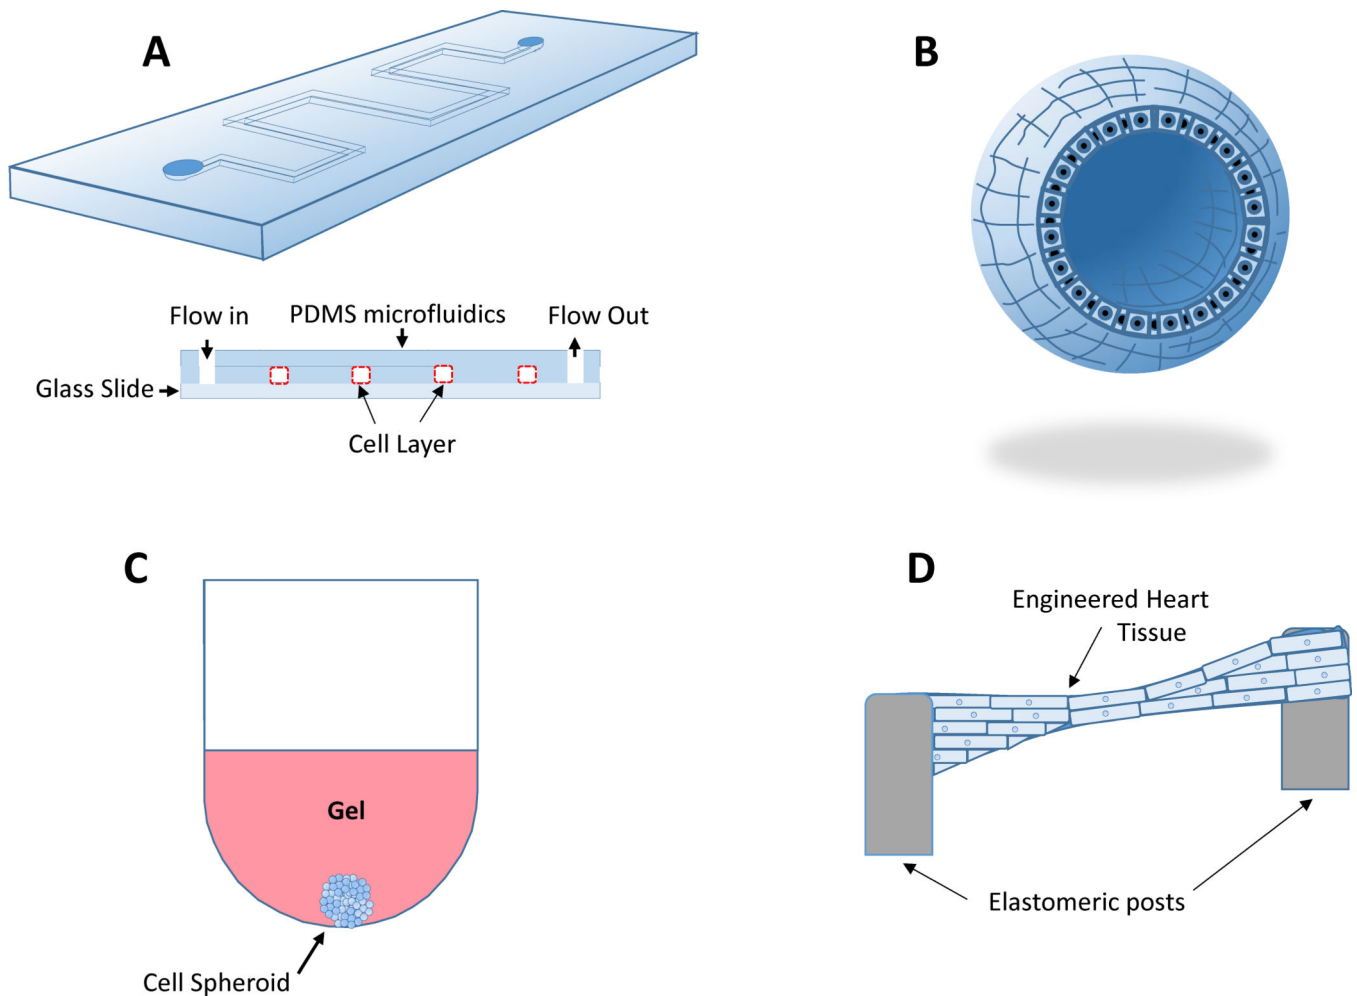 A
B
Flow in
PDMS microfluidics
Flow Out
Glass Slide
Cell Layer
C
D
Engineered Heart
Tissue
Gel
Elastomeric posts
Cell Spheroid